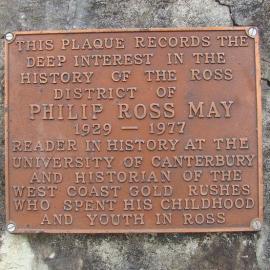 THIS PLAQUE RECORDS THE
DEEP INTEREST IN THE
HISTORY OF THE ROSS
DISTRICT OF
PHILIP ROSS MAY
1929 — 1977
READER IN HISTORY AT THE
UNIVERSITY OF CANTERBURY
AND HISTORIAN OF THE
WEST COAST GOLD RUSHES
WHO SPENT HIS CHILDHOOD
AND YOUTH IN ROSS